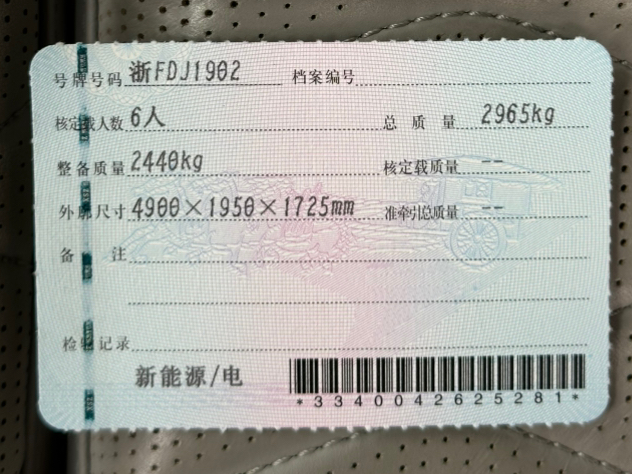 号牌号码 浙FDJ1902 档案编号
核定载人数 6人 总质量 2965kg
整备质量 2440kg 核定载质量 --
外廓尺寸 4900×1950×1725mm 准牵引总质量 --
备注
检验记录
新能源/电
*334004262528１*